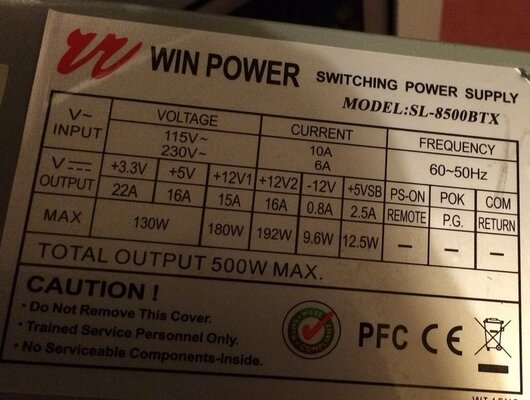 WIN POWER SWITCHING POWER SUPPLY
MODEL:SL-8500BTX
V~ INPUT VOLTAGE CURRENT FREQUENCY
115V~ 10A 60~50Hz
230V~ 6A
V OUTPUT +3.3V +5V +12V1 +12V2 -12V +5VSB PS-ON POK COM
22A 16A 15A 16A 0.8A 2.5A REMOTE P.G. RETURN
MAX 130W 180W 192W 9.6W 12.5W — — —
TOTAL OUTPUT 500W MAX.
CAUTION !
• Do Not Remove This Cover.
• Trained Service Personnel Only.
• No Serviceable Components-Inside.
PFC CE